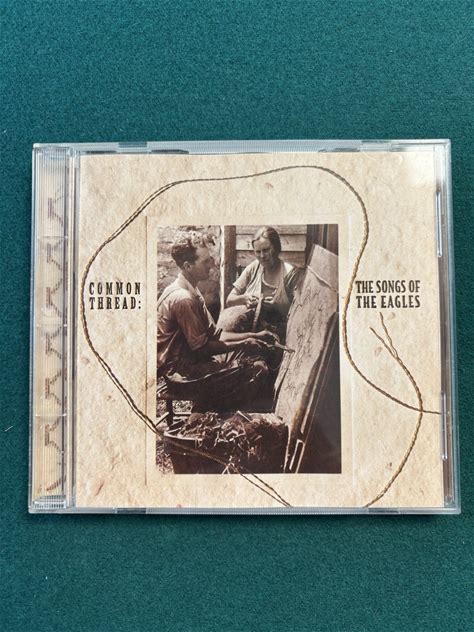 COMMON
THREAD:
THE SONGS OF
THE EAGLES